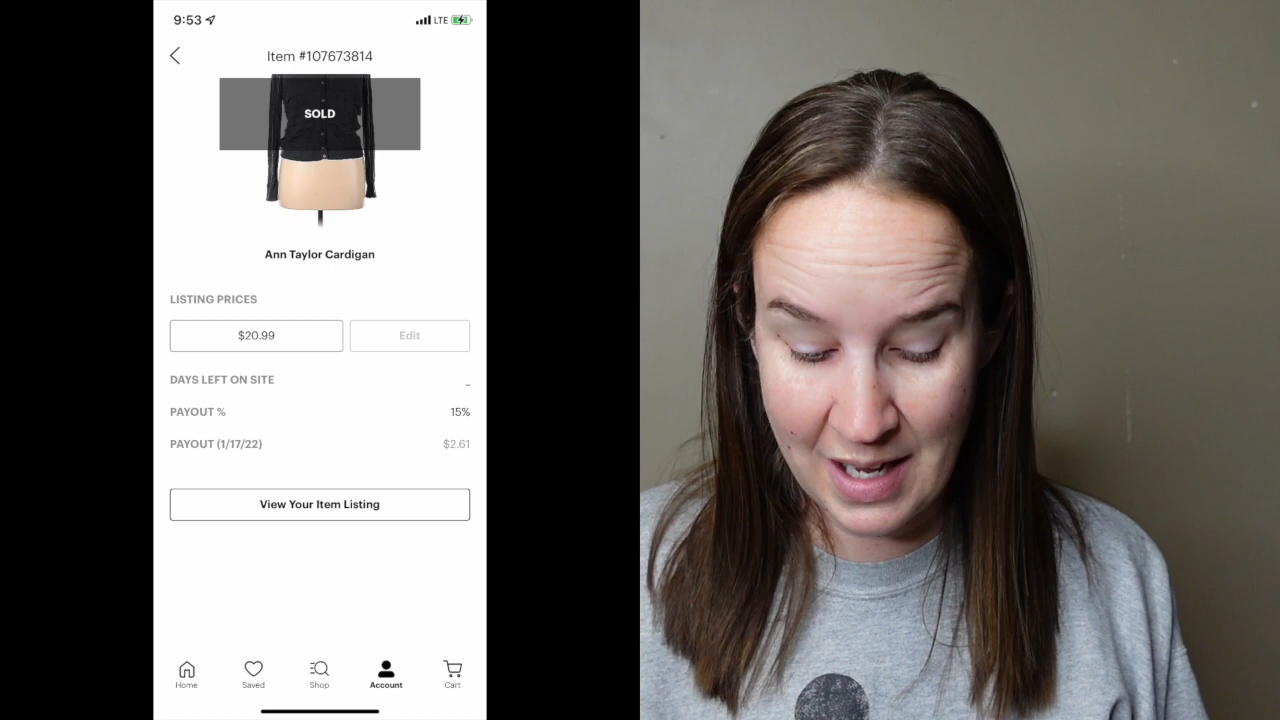 9:53 LTE
Item #107673814
SOLD
Ann Taylor Cardigan
LISTING PRICES
$20.99 Edit
DAYS LEFT ON SITE _
PAYOUT % 15%
PAYOUT (1/17/22) $2.61
View Your Item Listing
Home Saved Shop Account Cart